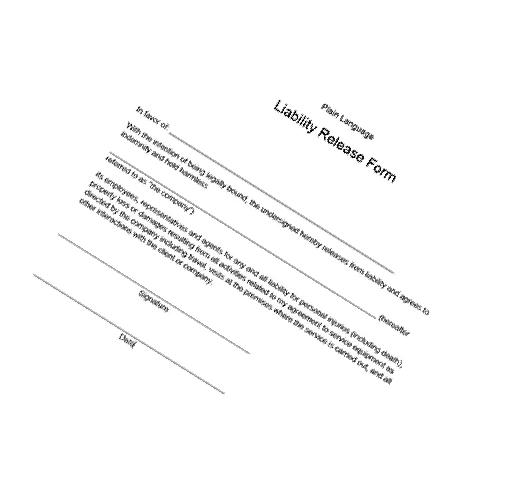 Plain Language
Liability Release Form
In favor of:
With the intention of being legally bound, the undersigned hereby releases from liability and agrees to
indemnify and hold harmless
(hereafter
referred to as "the company")
its employees, representatives and agents for any and all liability for personal injuries (including death),
property loss or damages resulting from all activities related to my agreement to service equipment as
directed by the company including travel, visits at the premises where the service is carried out, and all
other interactions with the client or company.
Signature
Date